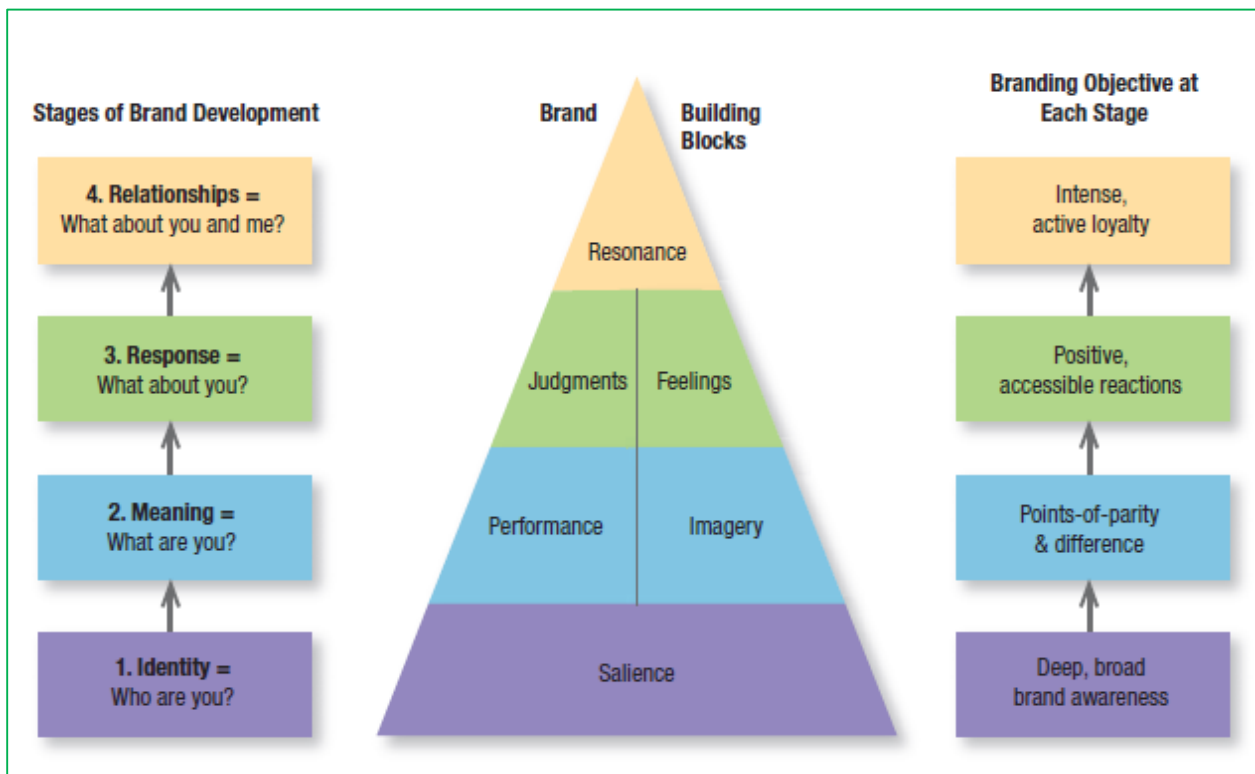 Stages of Brand Development
4. Relationships =
What about you and me?
3. Response =
What about you?
2. Meaning =
What are you?
1. Identity =
Who are you?
Brand
Building
Blocks
Resonance
Judgments
Feelings
Performance
Imagery
Salience
Branding Objective at
Each Stage
Intense,
active loyalty
Positive,
accessible reactions
Points-of-parity
& difference
Deep, broad
brand awareness